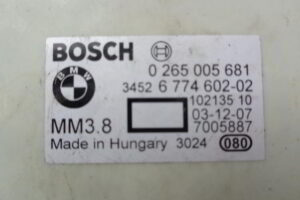 BOSCH
BMW
0 265 005 681
3452 6 774 602-02
102135 10
03-12-07
MM3.8
7005887
Made in Hungary 3024 080